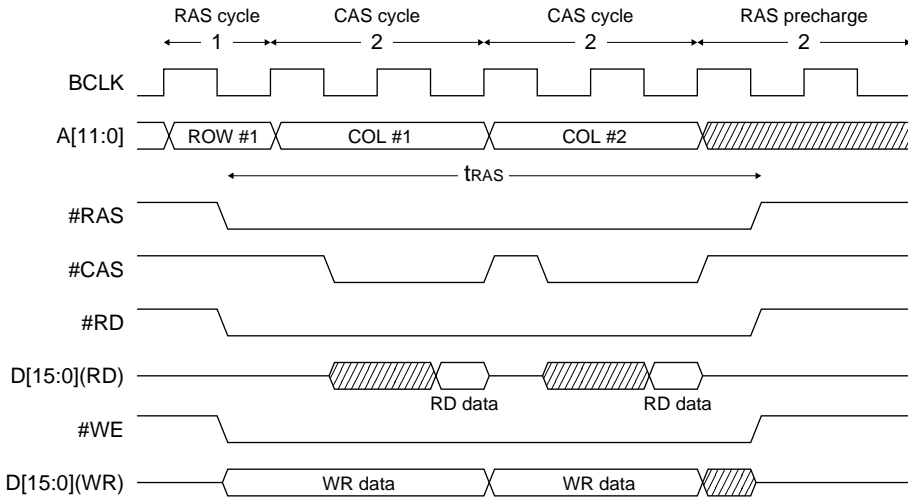 RAS cycle CAS cycle CAS cycle RAS precharge
1 2 2 2
BCLK
A[11:0] ROW #1 COL #1 COL #2
tRAS
#RAS
#CAS
#RD
D[15:0](RD)
RD data RD data
#WE
D[15:0](WR) WR data WR data